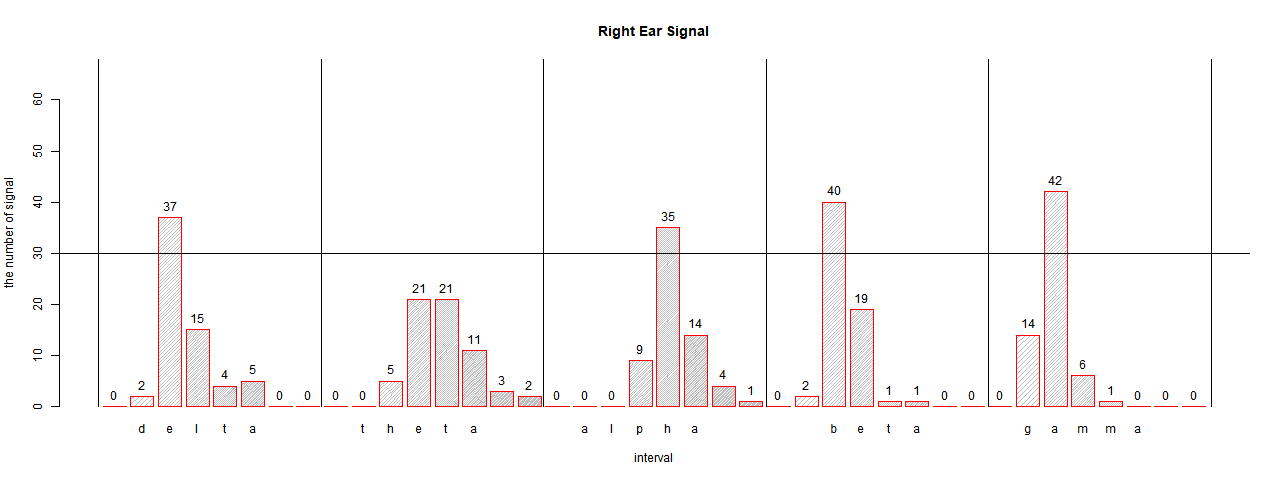 Right Ear Signal
the number of signal
60
50
40
30
20
10
0
0 2 37 15 4 5 0 0
0 0 5 21 21 11 3 2
0 0 0 9 35 14 4 1
0 2 40 19 1 1 0 0
0 14 42 6 1 0 0 0
d e l t a t h e t a a l p h a b e t a g a m m a
interval